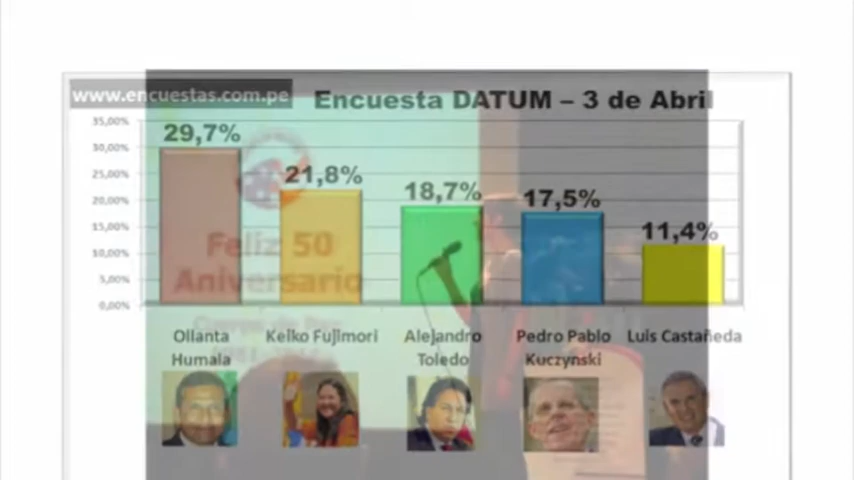 www.encuestas.com.pe
Encuesta DATUM – 3 de Abril
35,00%
30,00%
25,00%
20,00%
15,00%
10,00%
5,00%
0,00%
29,7%
21,8%
18,7%
17,5%
11,4%
Feliz 50
Aniversario
Ollanta Humala
Keiko Fujimori
Alejandro Toledo
Pedro Pablo Kuczynski
Luis Castañeda